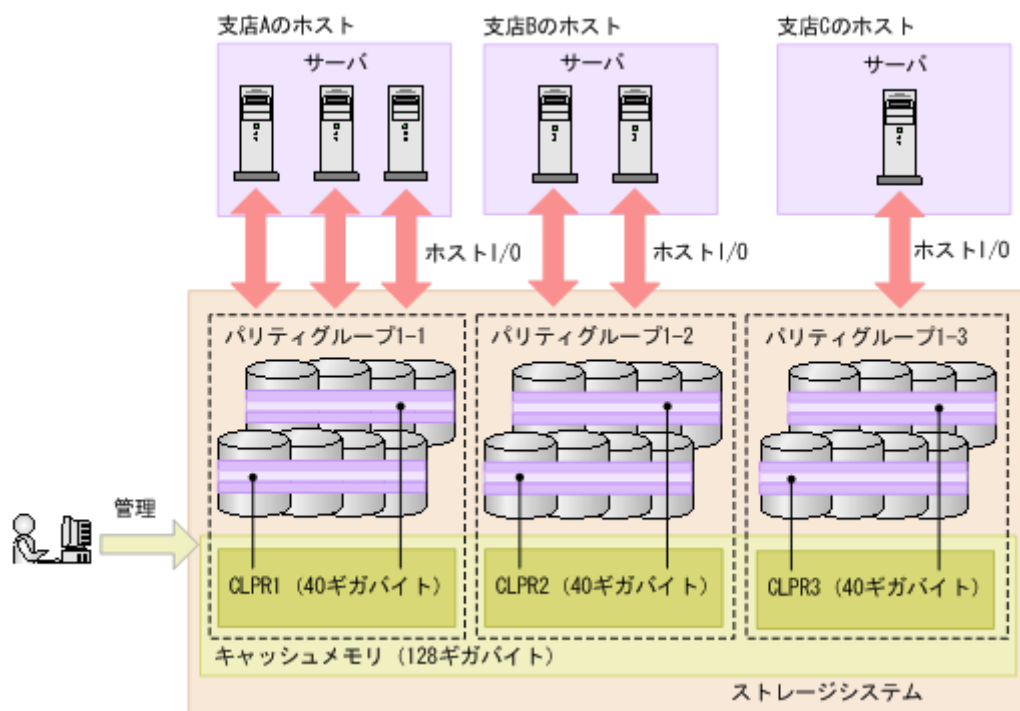 支店Aのホスト
支店Bのホスト
支店Cのホスト
サーバ
サーバ
サーバ
ホストI/O
ホストI/O
ホストI/O
パリティグループ1-1
パリティグループ1-2
パリティグループ1-3
管理
CLPR1 (40ギガバイト)
CLPR2 (40ギガバイト)
CLPR3 (40ギガバイト)
キャッシュメモリ (128ギガバイト)
ストレージシステム